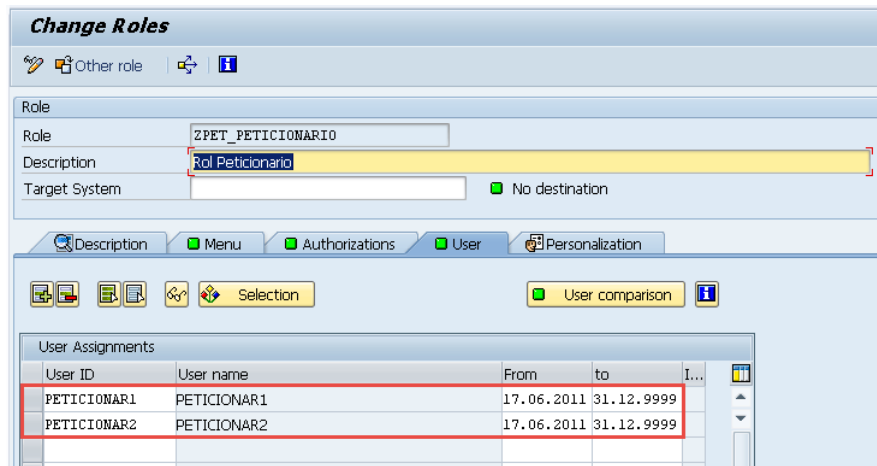 Change Roles
Other role
Role
Role ZPET_PETICIONARIO
Description Rol Peticionario
Target System No destination
Description Menu Authorizations User Personalization
Selection User comparison
User Assignments
User ID User name From to I...
PETICIONAR1 PETICIONAR1 17.06.2011 31.12.9999
PETICIONAR2 PETICIONAR2 17.06.2011 31.12.9999